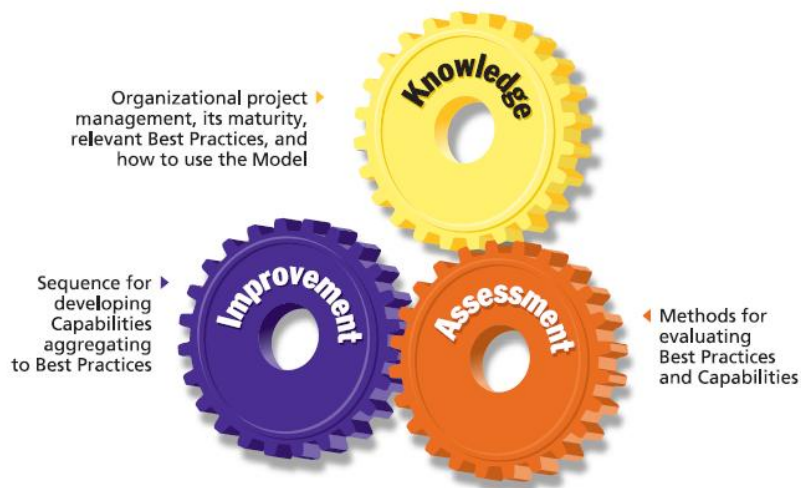 Knowledge
Organizational project
management, its maturity,
relevant Best Practices, and
how to use the Model
Improvement
Sequence for
developing
Capabilities
aggregating
to Best Practices
Assessment
Methods for
evaluating
Best Practices
and Capabilities